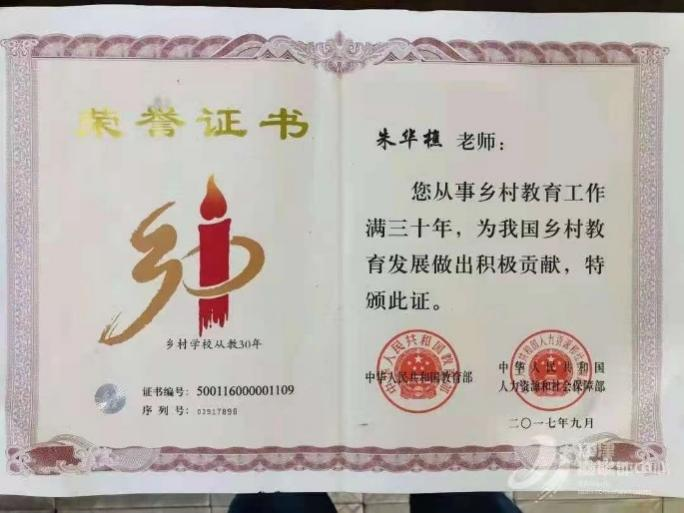 荣誉证书
乡村学校从教30年
证书编号：500116000001109
序列号：03917898
朱华樵 老师：
您从事乡村教育工作
满三十年，为我国乡村教
育发展做出积极贡献，特
颁此证。
中华人民共和国教育部
中华人民共和国
人力资源和社会保障部
二〇一七年九月